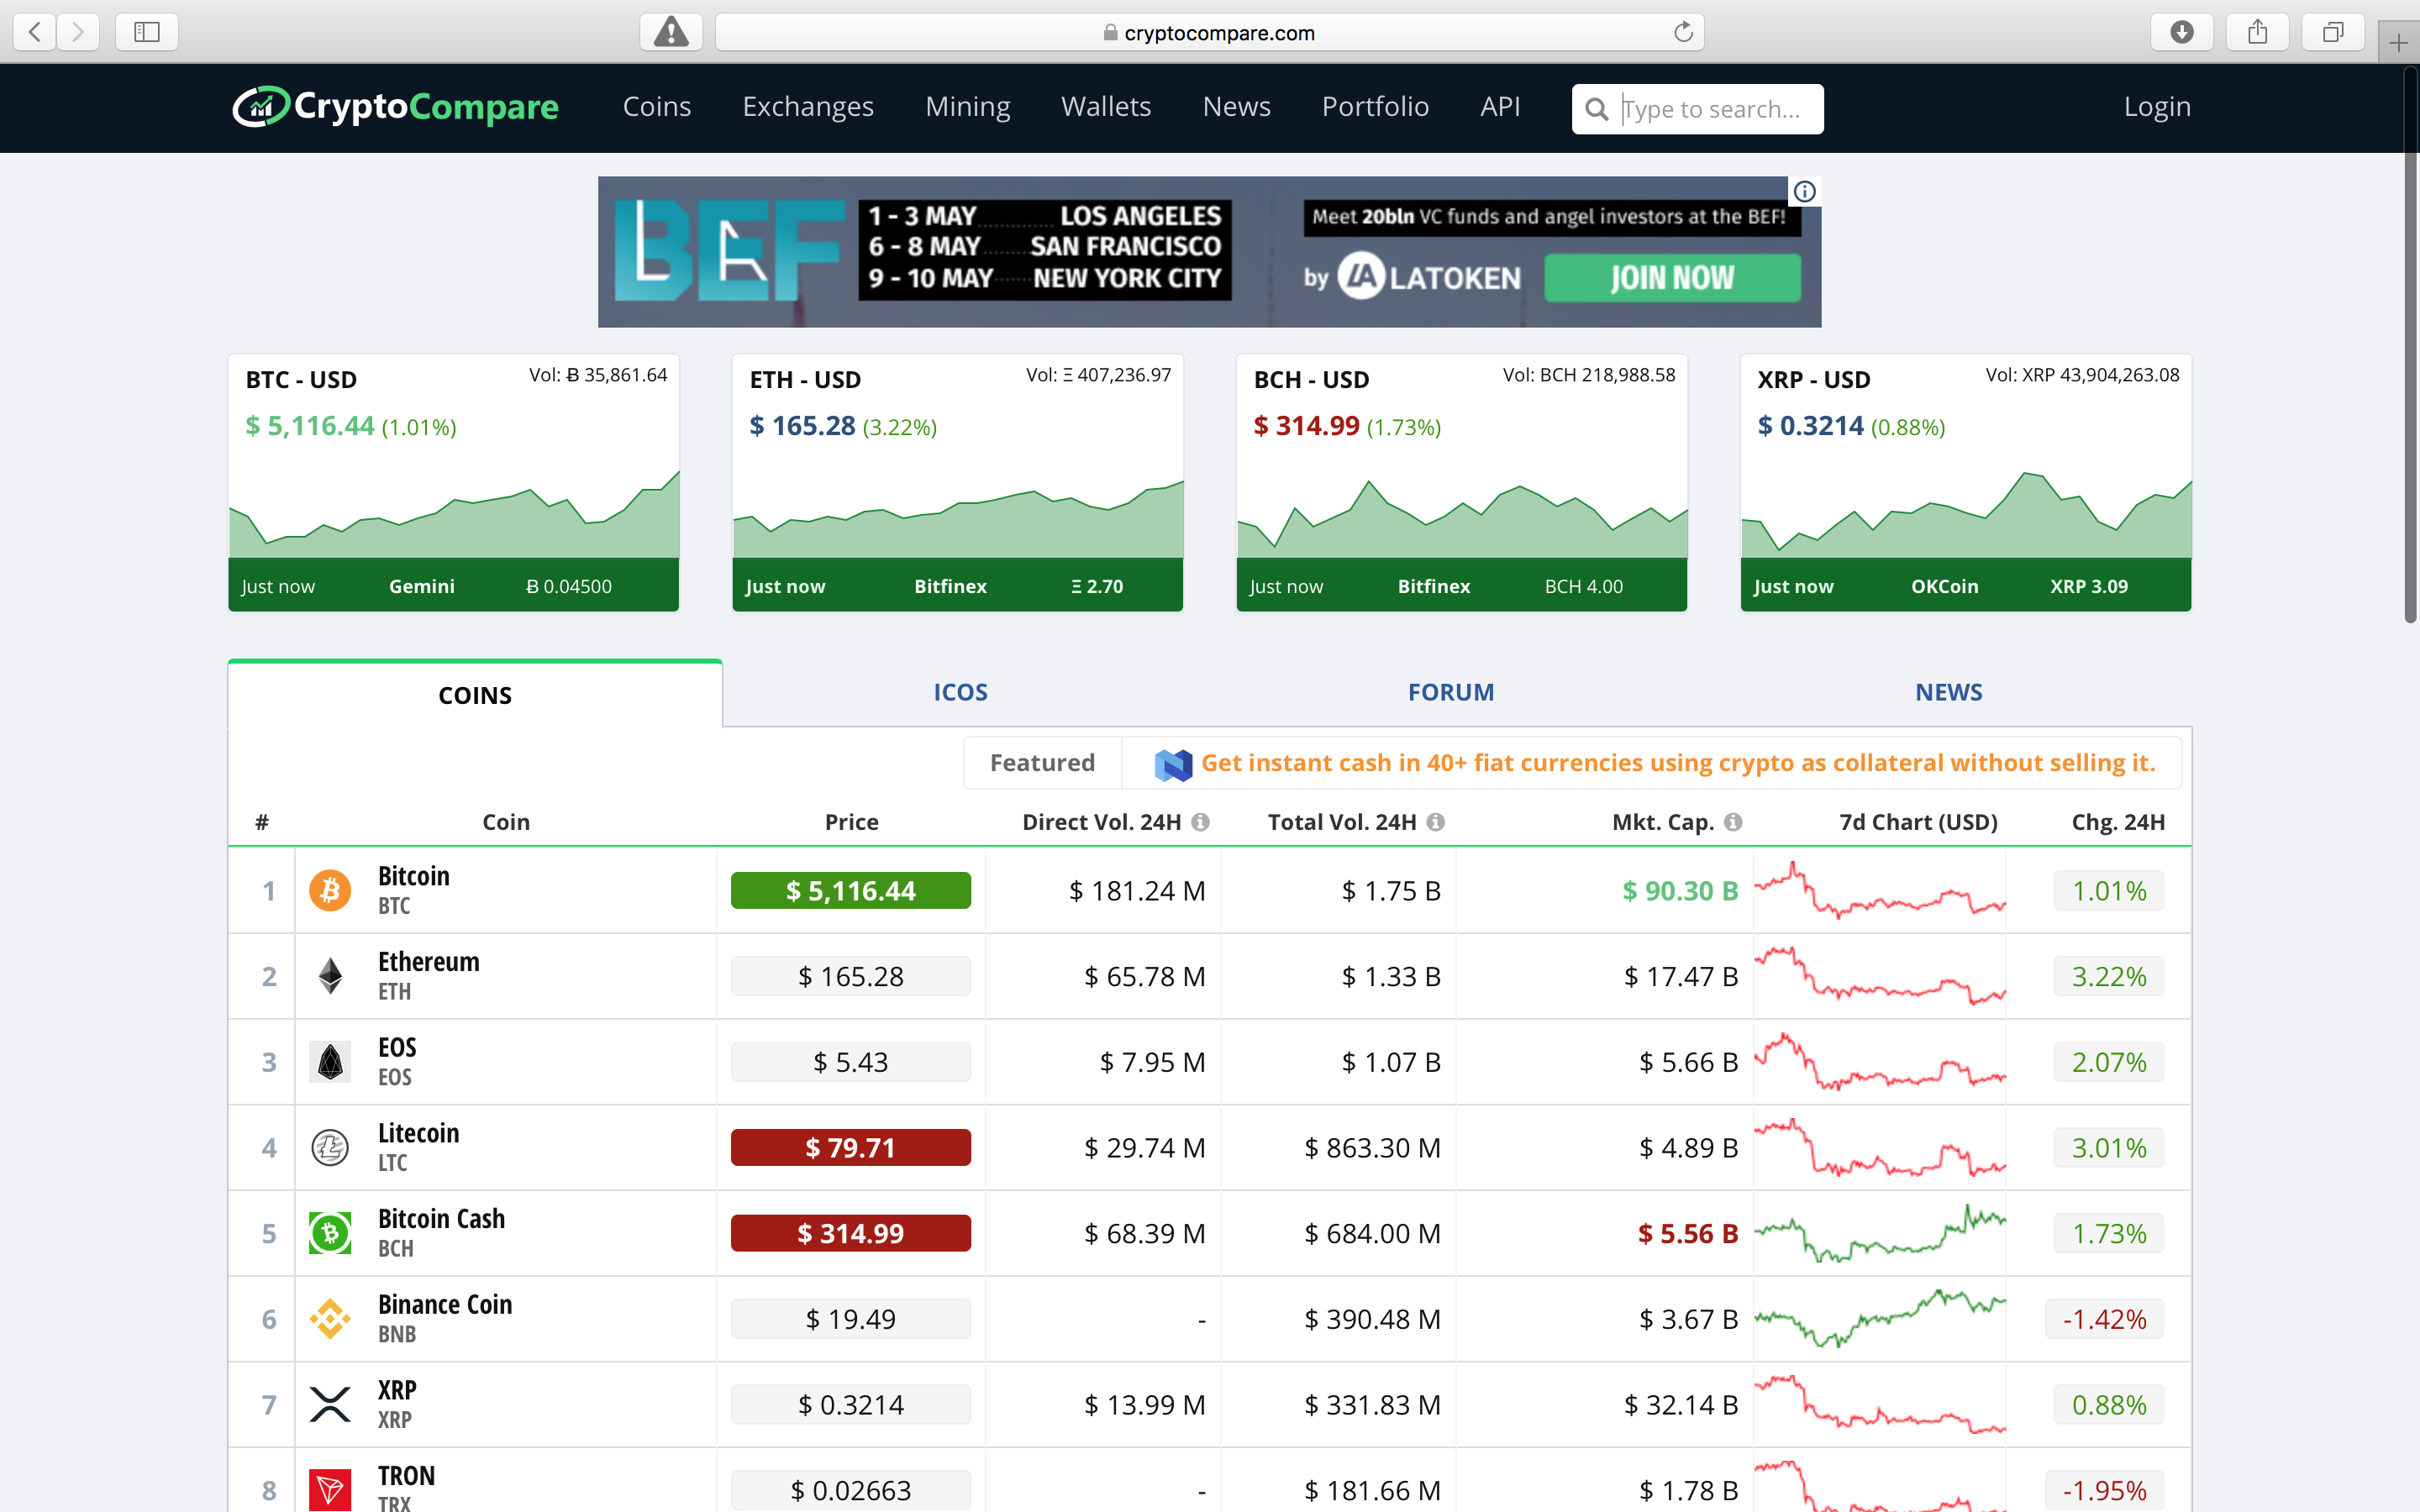 cryptocompare.com
CryptoCompare
Coins
Exchanges
Mining
Wallets
News
Portfolio
API
Type to search...
Login
BEF
1 - 3 MAY LOS ANGELES
6 - 8 MAY SAN FRANCISCO
9 - 10 MAY NEW YORK CITY
Meet 20bln VC funds and angel investors at the BEF!
by LATOKEN
JOIN NOW
BTC - USD Vol: Ƀ 35,861.64
$ 5,116.44 (1.01%)
Just now Gemini Ƀ 0.04500
ETH - USD Vol: Ξ 407,236.97
$ 165.28 (3.22%)
Just now Bitfinex Ξ 2.70
BCH - USD Vol: BCH 218,988.58
$ 314.99 (1.73%)
Just now Bitfinex BCH 4.00
XRP - USD Vol: XRP 43,904,263.08
$ 0.3214 (0.88%)
Just now OKCoin XRP 3.09
COINS
ICOS
FORUM
NEWS
Featured
Get instant cash in 40+ fiat currencies using crypto as collateral without selling it.
# Coin Price Direct Vol. 24H Total Vol. 24H Mkt. Cap. 7d Chart (USD) Chg. 24H
1 Bitcoin $ 5,116.44 $ 181.24 M $ 1.75 B $ 90.30 B 1.01%
BTC
2 Ethereum $ 165.28 $ 65.78 M $ 1.33 B $ 17.47 B 3.22%
ETH
3 EOS $ 5.43 $ 7.95 M $ 1.07 B $ 5.66 B 2.07%
EOS
4 Litecoin $ 79.71 $ 29.74 M $ 863.30 M $ 4.89 B 3.01%
LTC
5 Bitcoin Cash $ 314.99 $ 68.39 M $ 684.00 M $ 5.56 B 1.73%
BCH
6 Binance Coin $ 19.49 - $ 390.48 M $ 3.67 B -1.42%
BNB
7 XRP $ 0.3214 $ 13.99 M $ 331.83 M $ 32.14 B 0.88%
XRP
8 TRON $ 0.02663 - $ 181.66 M $ 1.78 B -1.95%
TRX